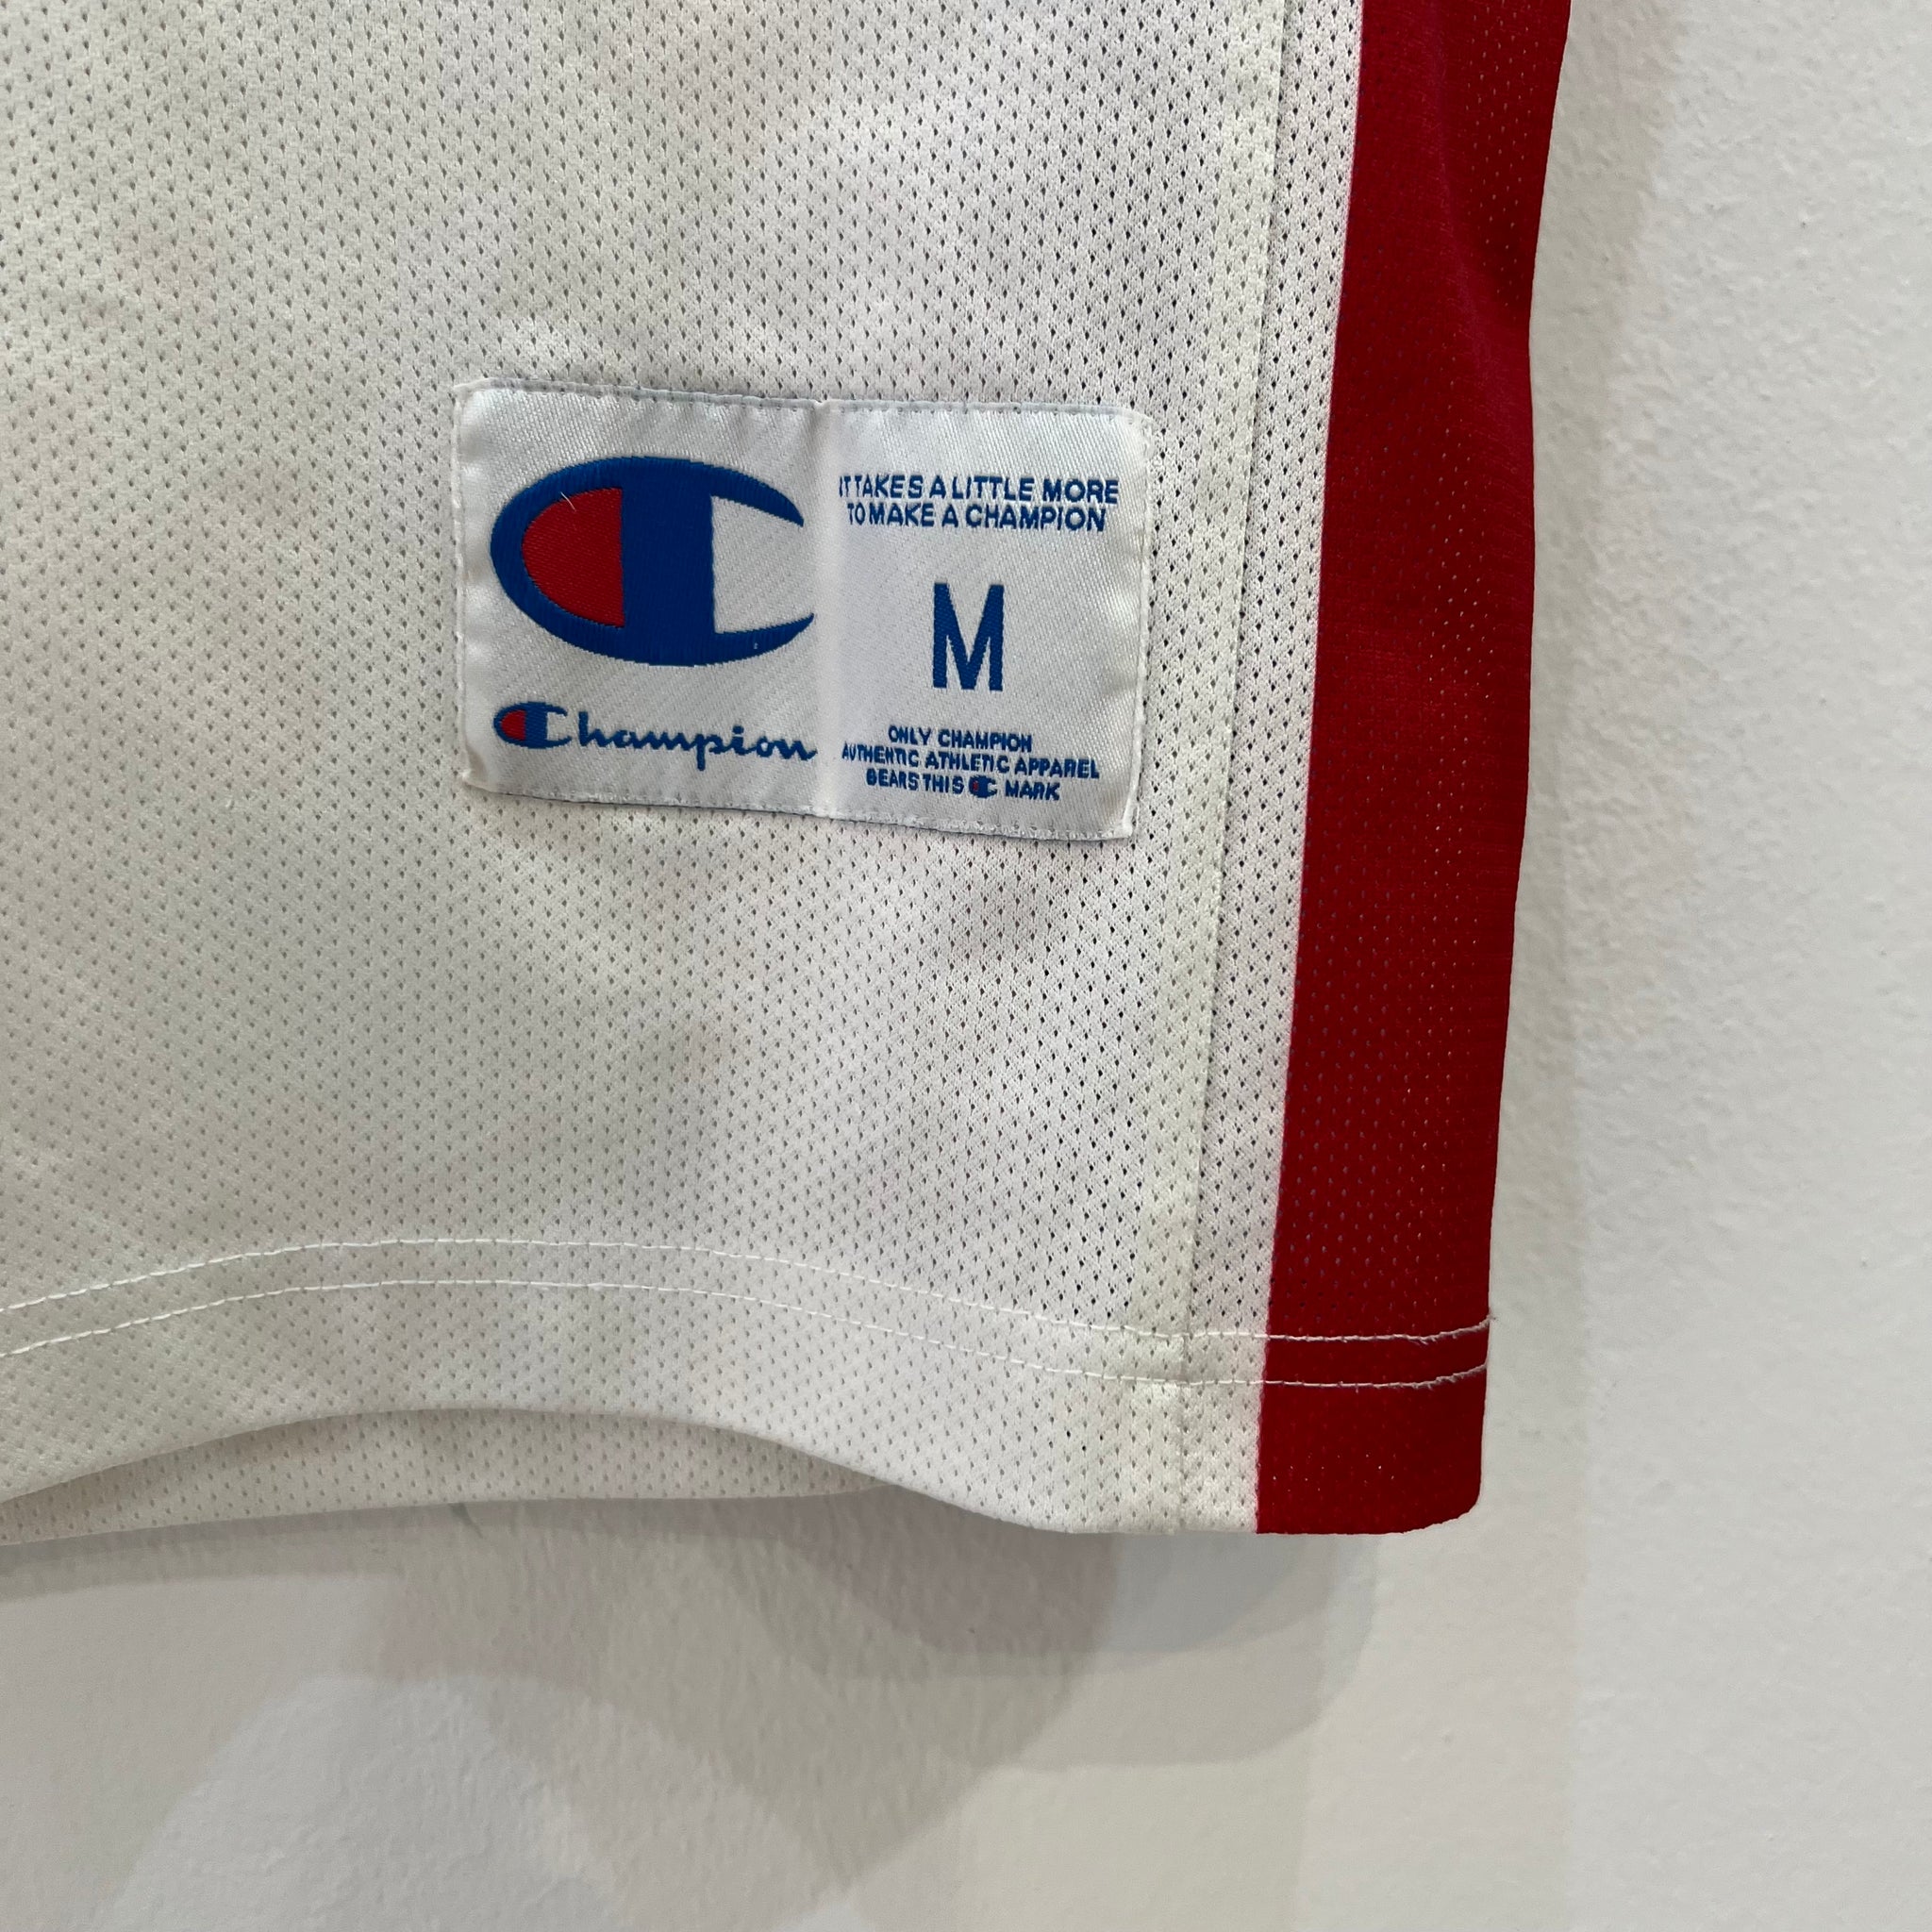 Champion
IT TAKES A LITTLE MORE
TO MAKE A CHAMPION
M
ONLY CHAMPION
AUTHENTIC ATHLETIC APPAREL
BEARS THIS C MARK